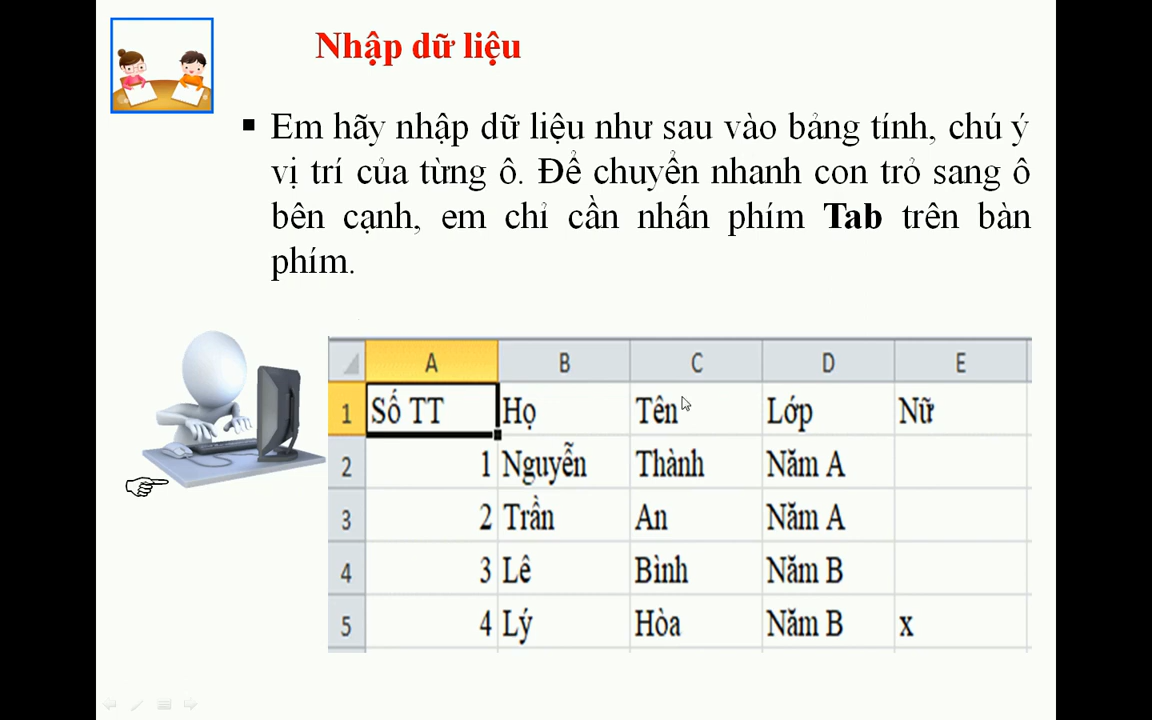 Nhập dữ liệu
▪ Em hãy nhập dữ liệu như sau vào bảng tính, chú ý
vị trí của từng ô. Để chuyển nhanh con trỏ sang ô
bên cạnh, em chỉ cần nhấn phím Tab trên bàn
phím.
A B C D E
1 Số TT Họ Tên Lớp Nữ
2 1 Nguyễn Thành Năm A
3 2 Trần An Năm A
4 3 Lê Bình Năm B
5 4 Lý Hòa Năm B x